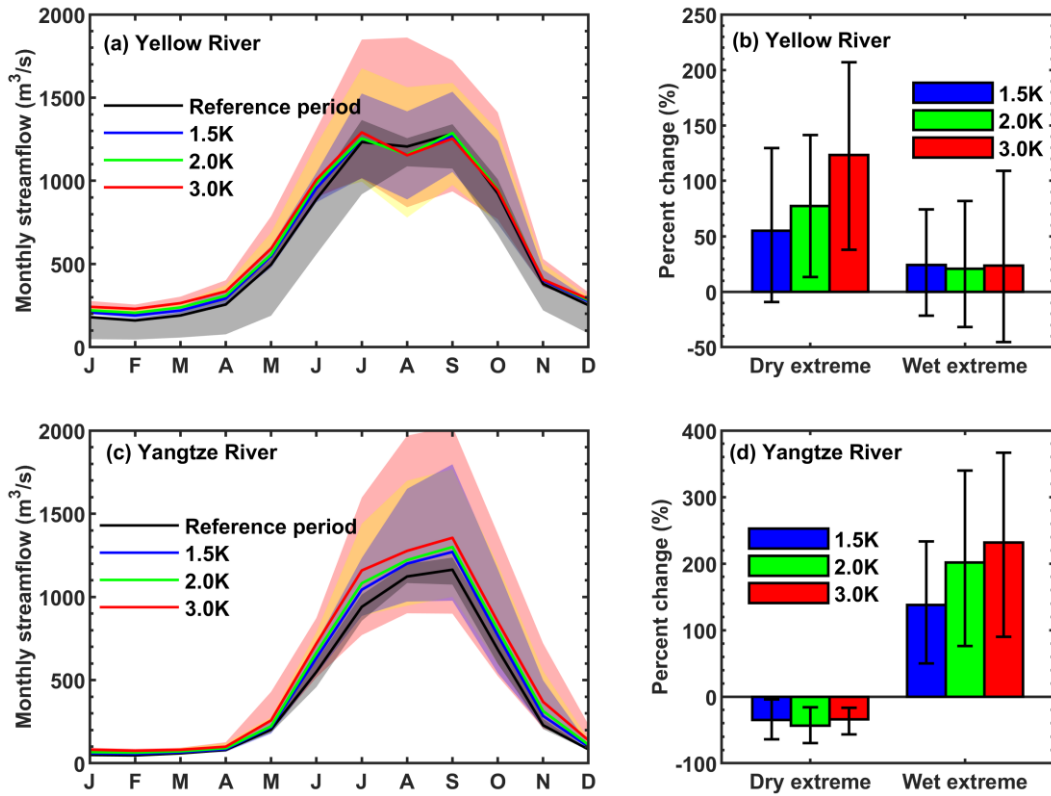 (a) Yellow River
Monthly streamflow (m³/s)
2000
1500
1000
500
0
Reference period
1.5K
2.0K
3.0K
J F M A M J J A S O N D
(b) Yellow River
Percent change (%)
250
200
150
100
50
0
-50
1.5K
2.0K
3.0K
Dry extreme Wet extreme
(c) Yangtze River
Monthly streamflow (m³/s)
2000
1500
1000
500
0
Reference period
1.5K
2.0K
3.0K
J F M A M J J A S O N D
(d) Yangtze River
Percent change (%)
400
300
200
100
0
-100
1.5K
2.0K
3.0K
Dry extreme Wet extreme